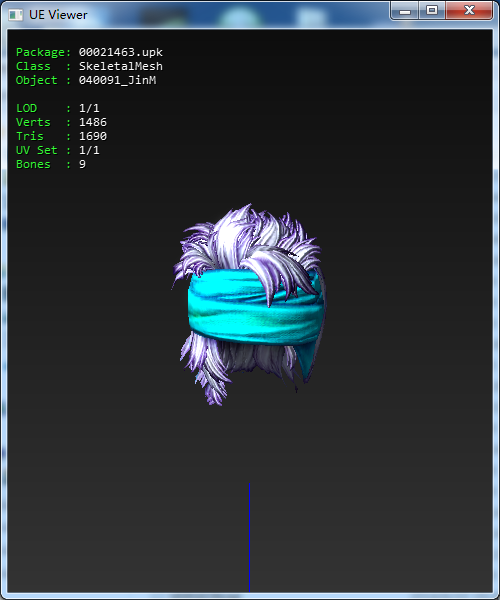 UE Viewer
Package: 00021463.upk
Class : SkeletalMesh
Object : 040091_JinM
LOD : 1/1
Verts : 1486
Tris : 1690
UV Set : 1/1
Bones : 9